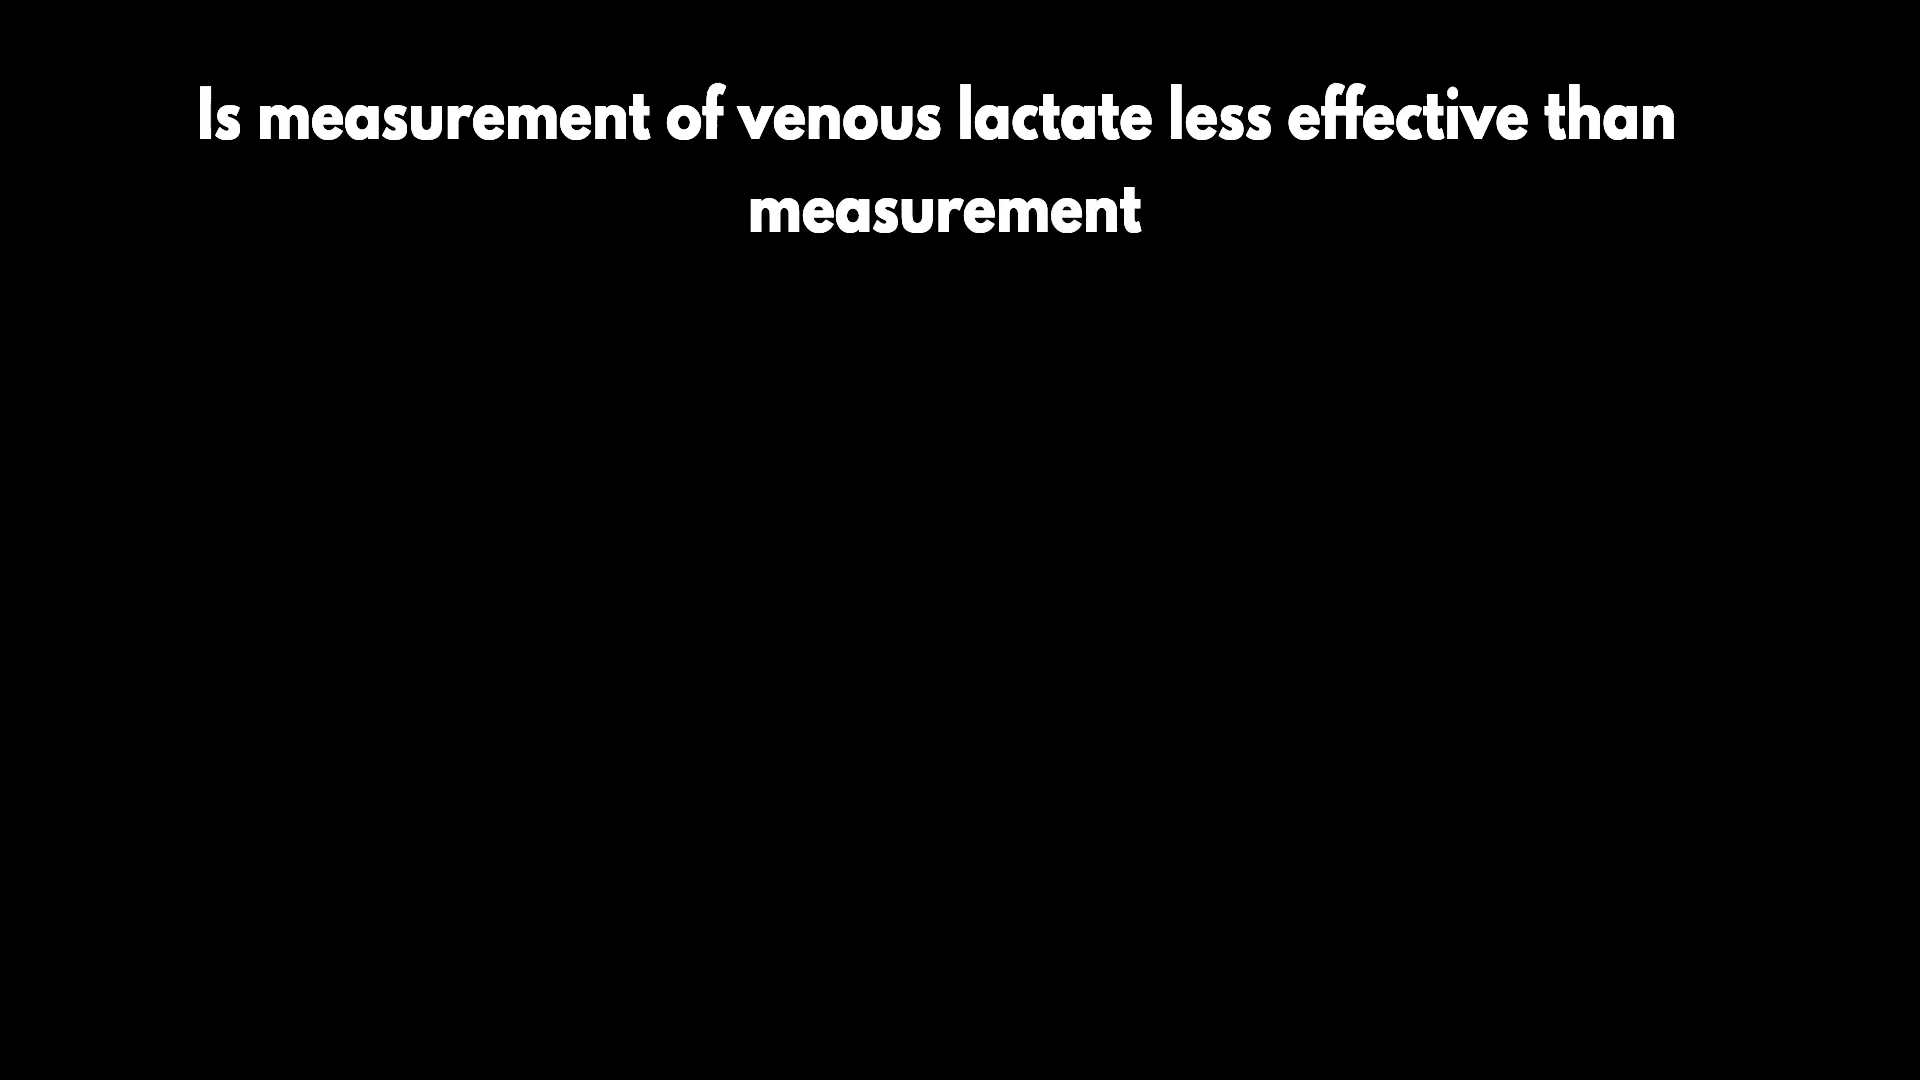 Is measurement of venous lactate less effective than
measurement